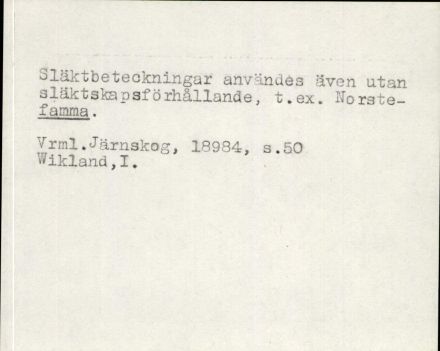 Släktbeteckningar användes även utan
släktskapsförhållande, t.ex. Norste-
famma.
Vrml.Järnskog, 18984, s.50
Wikland,I.